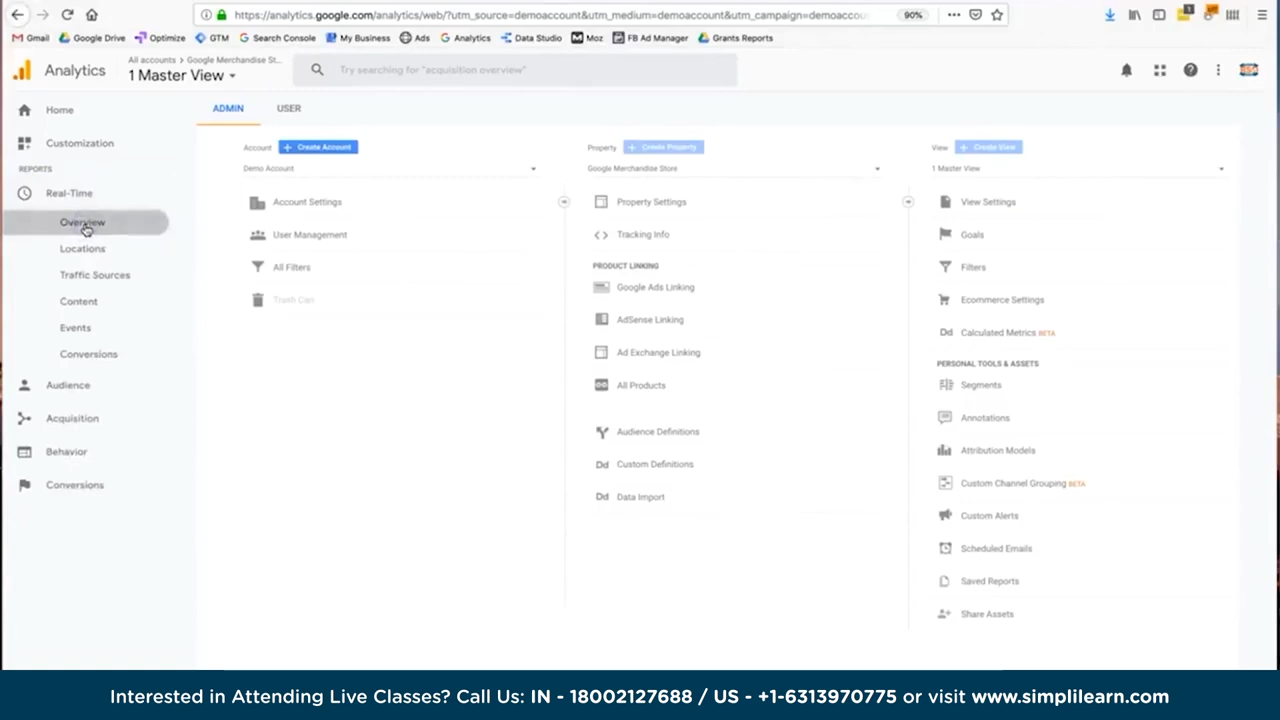 https://analytics.google.com/analytics/web/?utm_source=demoaccount&utm_medium=demoaccount&utm_campaign=demoaccou
90%
Gmail Google Drive Optimize GTM Search Console My Business Ads Analytics Data Studio Moz FB Ad Manager Grants Reports
Analytics
All accounts > Google Merchandise St...
1 Master View
Try searching for "acquisition overview"
Home
Customization
REPORTS
Real-Time
Overview
Locations
Traffic Sources
Content
Events
Conversions
Audience
Acquisition
Behavior
Conversions
ADMIN USER
Account + Create Account
Demo Account
Account Settings
User Management
All Filters
Trash Can
Property + Create Property
Google Merchandise Store
Property Settings
Tracking Info
PRODUCT LINKING
Google Ads Linking
AdSense Linking
Ad Exchange Linking
All Products
Audience Definitions
Dd Custom Definitions
Dd Data Import
View + Create View
1 Master View
View Settings
Goals
Filters
Ecommerce Settings
Dd Calculated Metrics BETA
PERSONAL TOOLS & ASSETS
Segments
Annotations
Attribution Models
Custom Channel Grouping BETA
Custom Alerts
Scheduled Emails
Saved Reports
Share Assets
Interested in Attending Live Classes? Call Us: IN - 18002127688 / US - +1-6313970775 or visit www.simplilearn.com